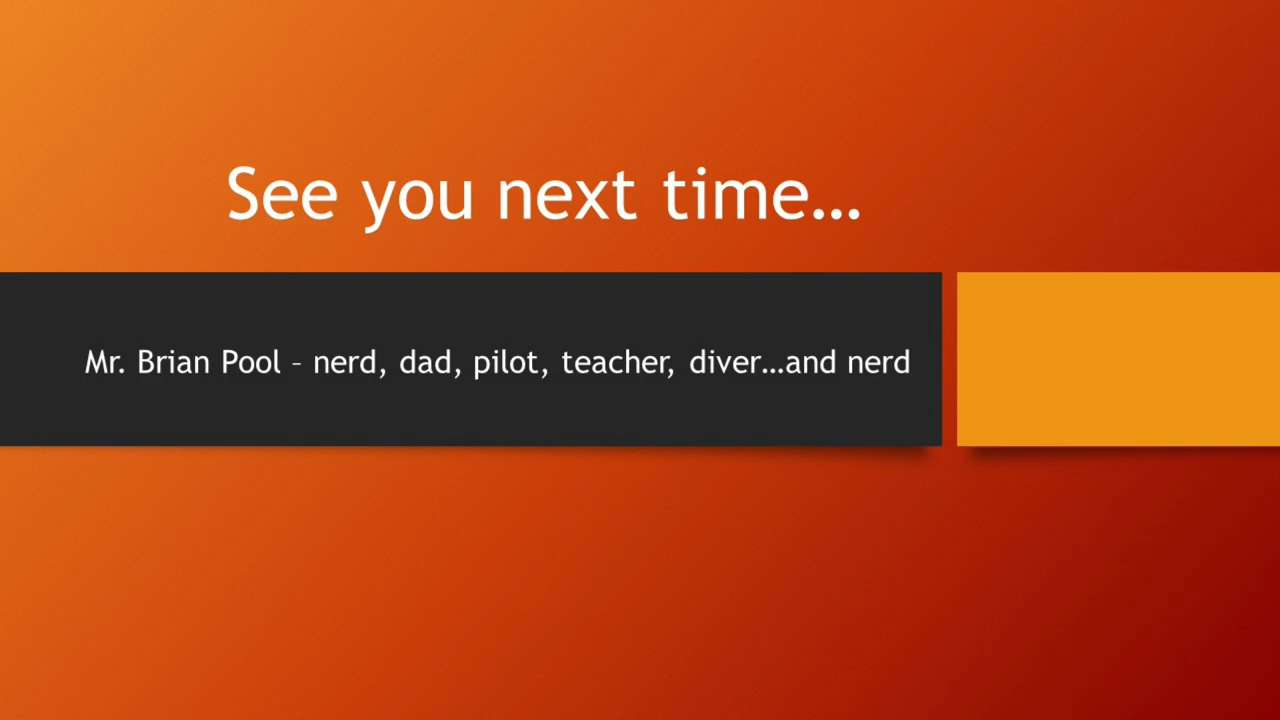 See you next time…
Mr. Brian Pool – nerd, dad, pilot, teacher, diver…and nerd